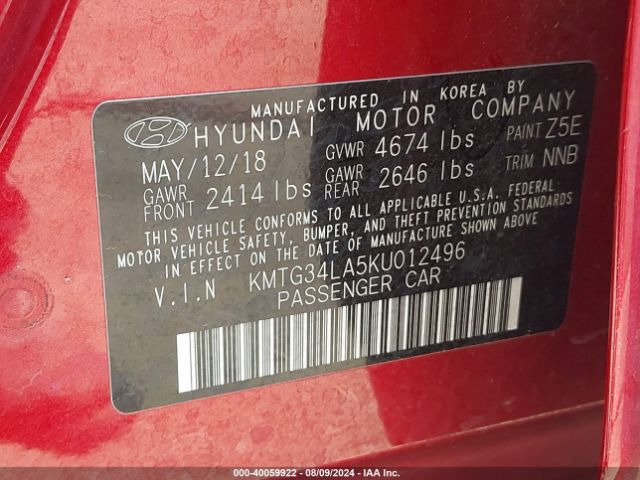 MANUFACTURED IN KOREA BY
HYUNDAI MOTOR COMPANY
MAY/12/18 GVWR 4674 lbs PAINT Z5E
GAWR FRONT 2414 lbs GAWR REAR 2646 lbs TRIM NNB
THIS VEHICLE CONFORMS TO ALL APPLICABLE U.S.A. FEDERAL
MOTOR VEHICLE SAFETY, BUMPER, AND THEFT PREVENTION STANDARDS
IN EFFECT ON THE DATE OF MANUFACTURE SHOWN ABOVE
V.I.N KMTG34LA5KU012496
PASSENGER CAR
000-40059922 - 08/09/2024 - IAA Inc.